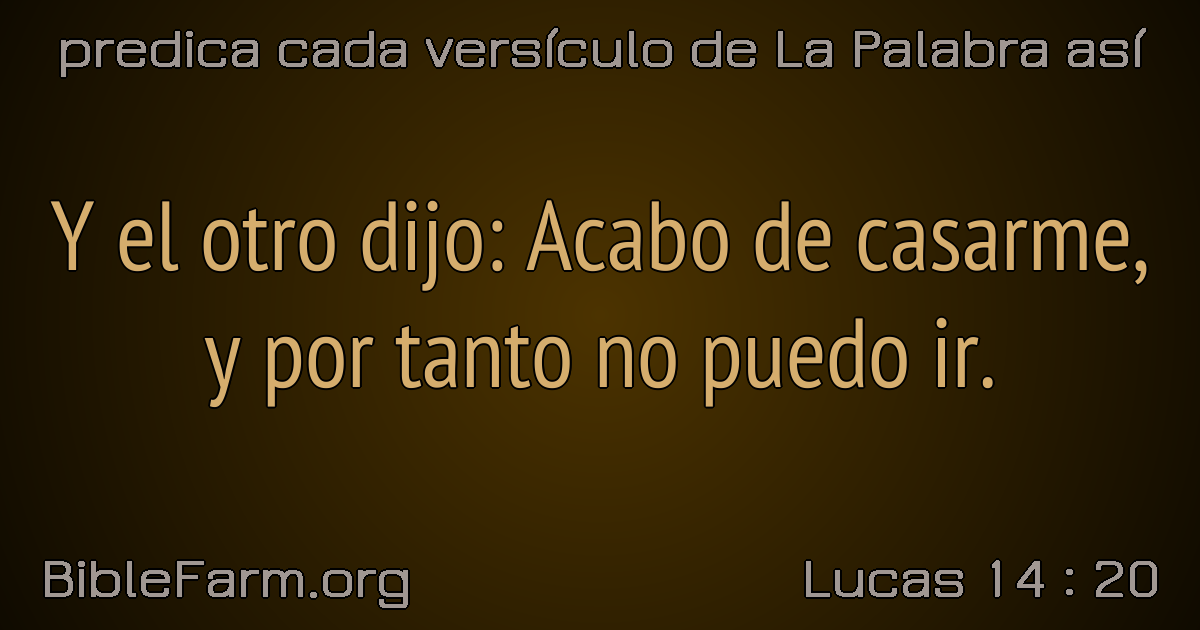 predica cada versículo de La Palabra así
Y el otro dijo: Acabo de casarme,
y por tanto no puedo ir.
BibleFarm.org
Lucas 14 : 20